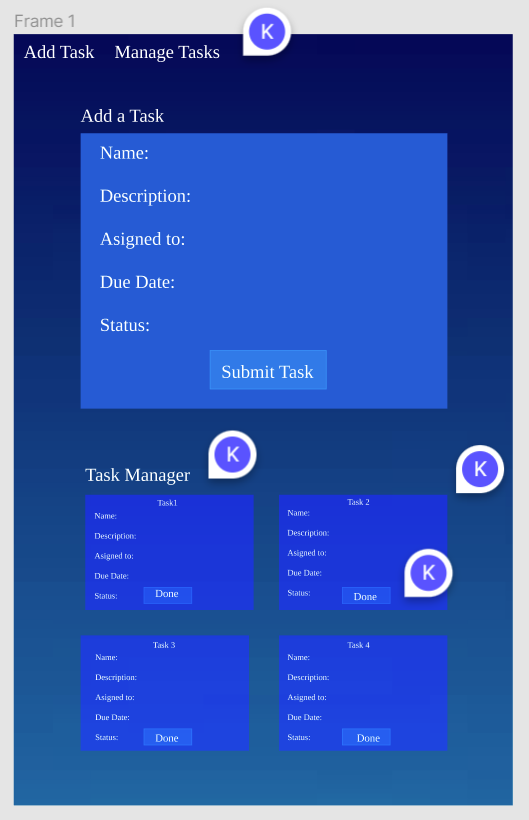 Frame 1
Add Task Manage Tasks K
Add a Task
Name:
Description:
Asigned to:
Due Date:
Status:
Submit Task
K
K
Task Manager
Task1
Name:
Description:
Asigned to:
Due Date:
Status: Done
Task 2
Name:
Description:
Asigned to:
Due Date:
K
Status: Done
Task 3
Name:
Description:
Asigned to:
Due Date:
Status: Done
Task 4
Name:
Description:
Asigned to:
Due Date:
Status: Done